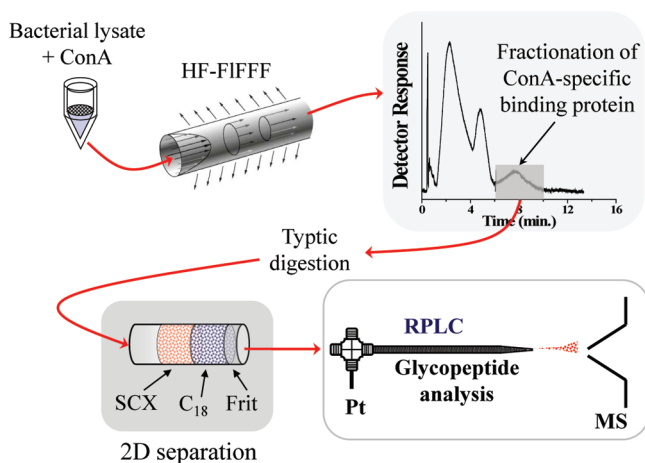 Bacterial lysate
+ ConA
HF-FlFFF
Detector Response
Fractionation of
ConA-specific
binding protein
0 4 8 12 16
Time (min.)
Typtic
digestion
SCX C18 Frit
2D separation
RPLC
Glycopeptide
analysis
Pt
MS